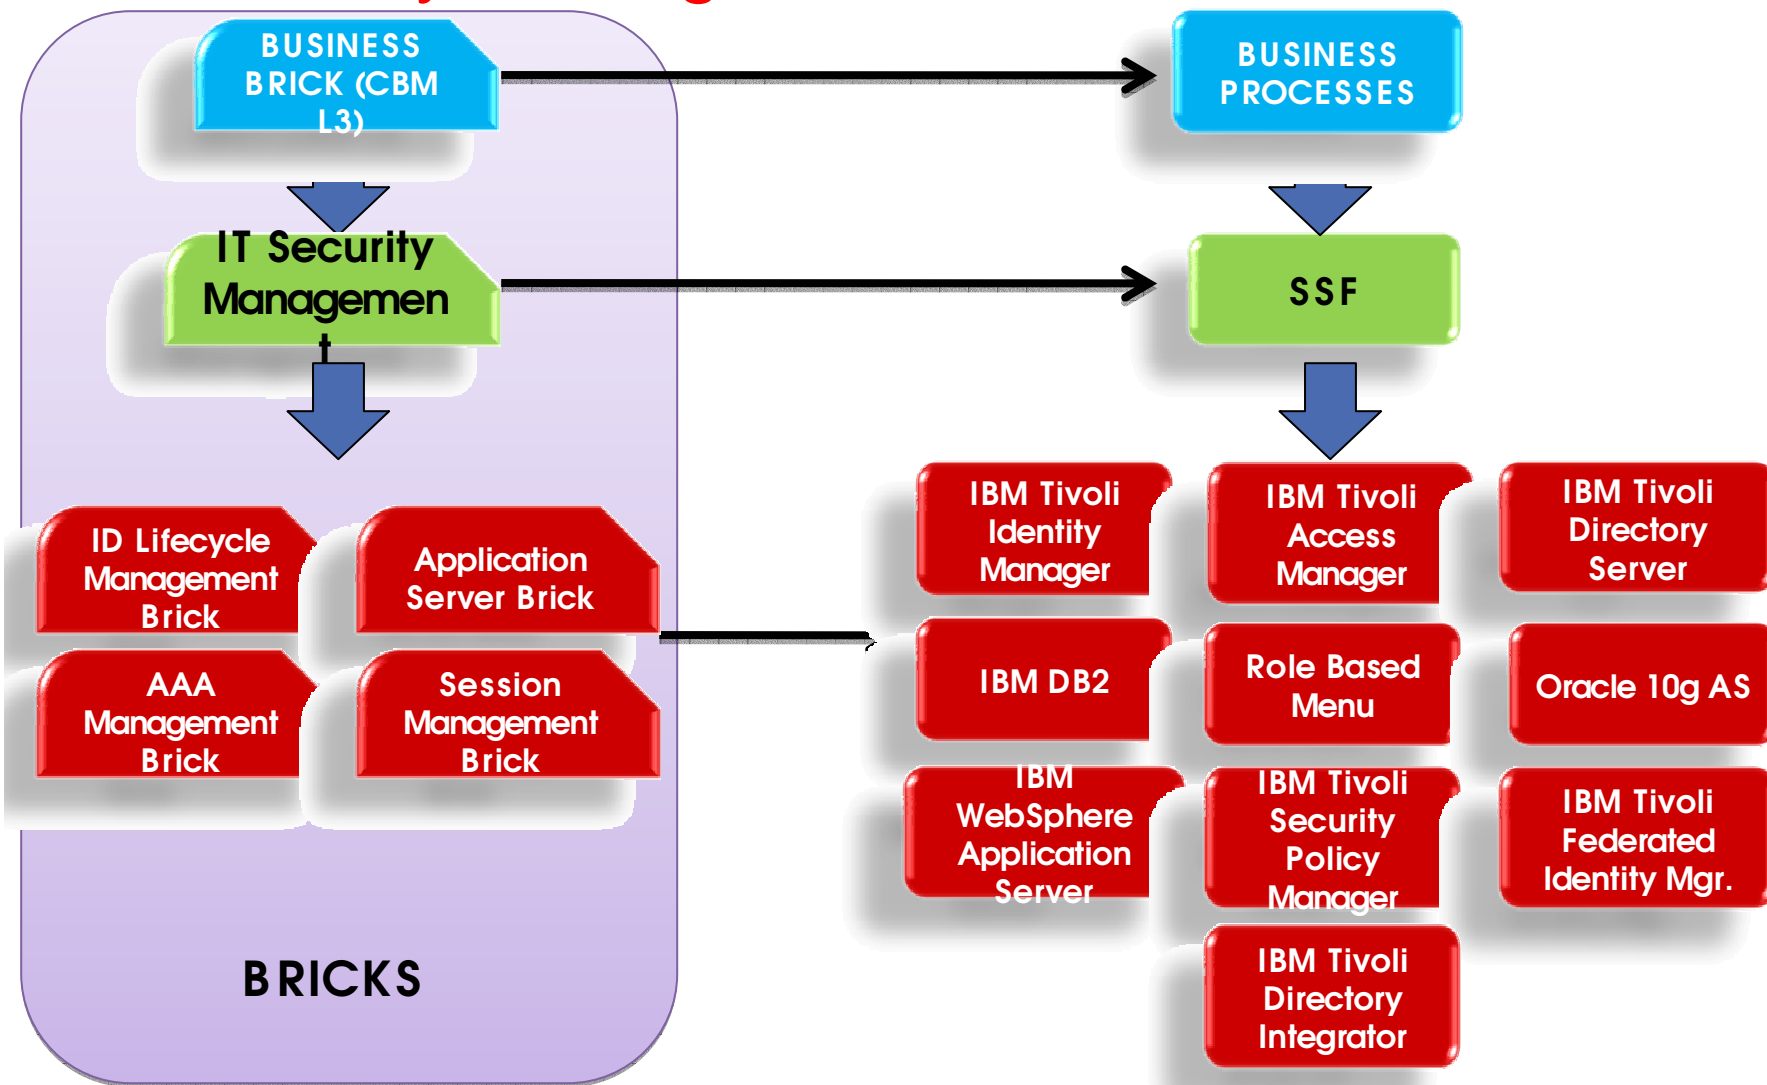 BUSINESS
BRICK (CBM
L3)
BUSINESS
PROCESSES
IT Security
Managemen
t
SSF
ID Lifecycle
Management
Brick
Application
Server Brick
AAA
Management
Brick
Session
Management
Brick
BRICKS
IBM Tivoli
Identity
Manager
IBM Tivoli
Access
Manager
IBM Tivoli
Directory
Server
IBM DB2
Role Based
Menu
Oracle 10g AS
IBM
WebSphere
Application
Server
IBM Tivoli
Security
Policy
Manager
IBM Tivoli
Federated
Identity Mgr.
IBM Tivoli
Directory
Integrator